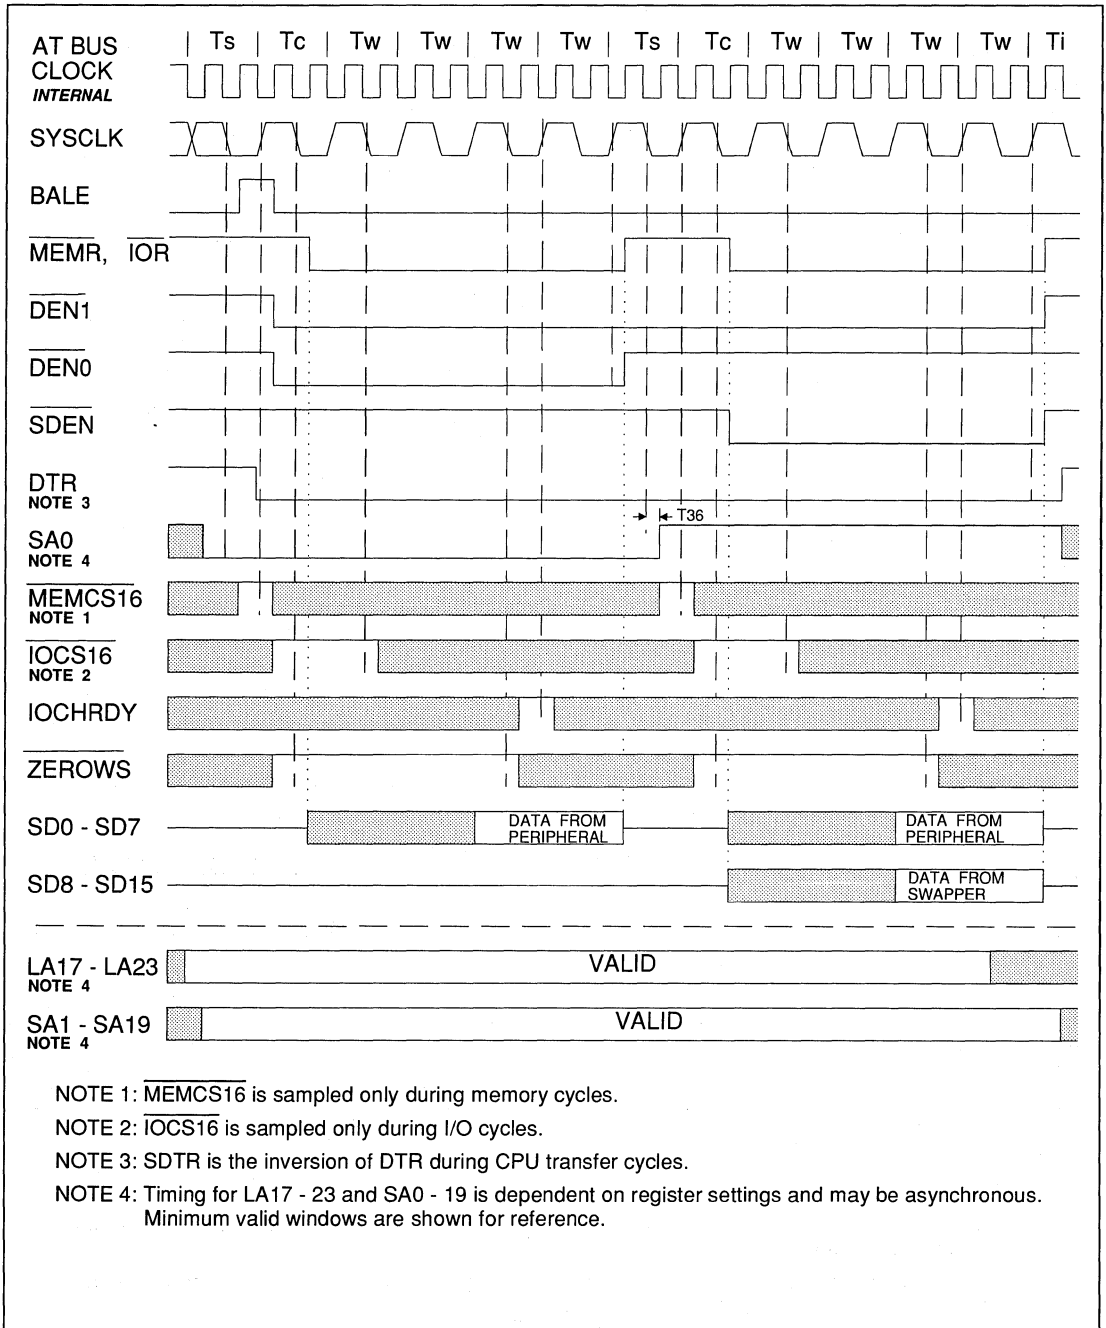 AT BUS
CLOCK
INTERNAL
Ts Tc Tw Tw Tw Tw Ts Tc Tw Tw Tw Tw Ti
SYSCLK
BALE
MEMR, IOR
DEN1
DEN0
SDEN
DTR
NOTE 3
T36
SA0
NOTE 4
MEMCS16
NOTE 1
IOCS16
NOTE 2
IOCHRDY
ZEROWS
SD0 - SD7
DATA FROM
PERIPHERAL
DATA FROM
PERIPHERAL
SD8 - SD15
DATA FROM
SWAPPER
LA17 - LA23
NOTE 4
VALID
SA1 - SA19
NOTE 4
VALID
NOTE 1: MEMCS16 is sampled only during memory cycles.
NOTE 2: IOCS16 is sampled only during I/O cycles.
NOTE 3: SDTR is the inversion of DTR during CPU transfer cycles.
NOTE 4: Timing for LA17 - 23 and SA0 - 19 is dependent on register settings and may be asynchronous.
Minimum valid windows are shown for reference.